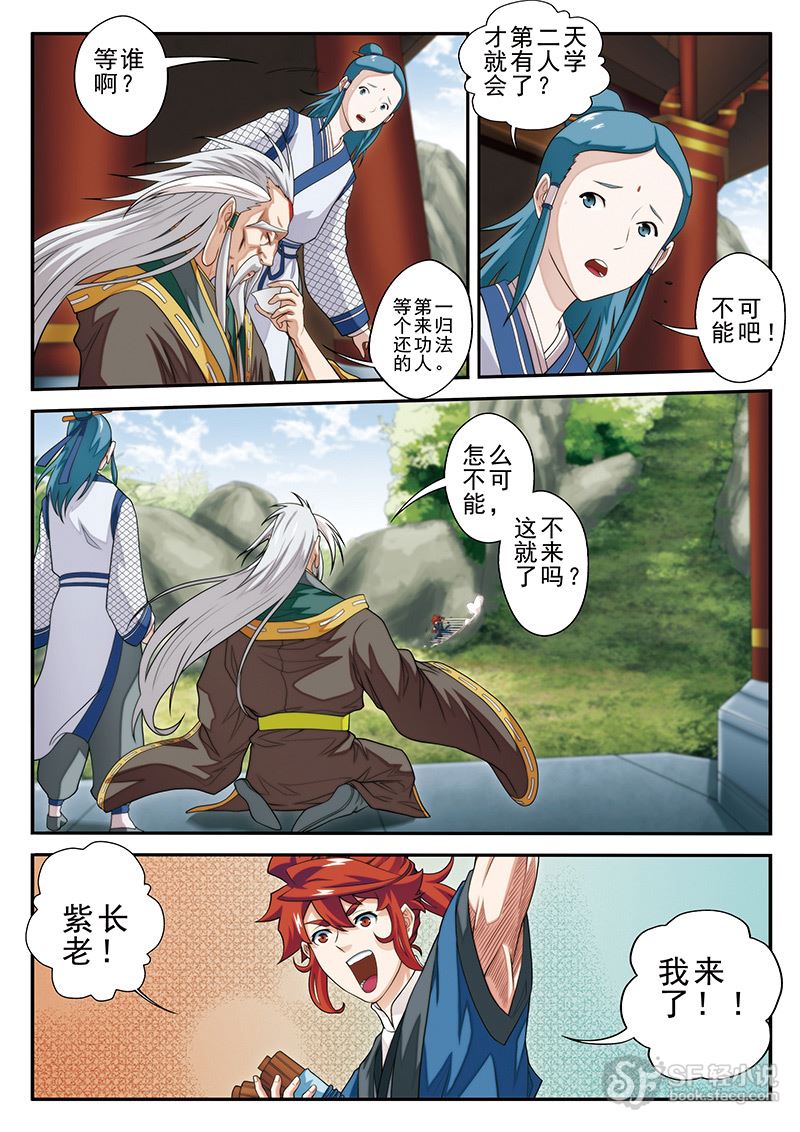 等谁
啊？
等第一
个来归
还功法
的人。
才第二天
就有人学
会了？
不可
能吧！
怎么
不可
能，
这不
就来
了吗？
紫长
老！
我来
了！！
SF轻小说
book.sfacg.com